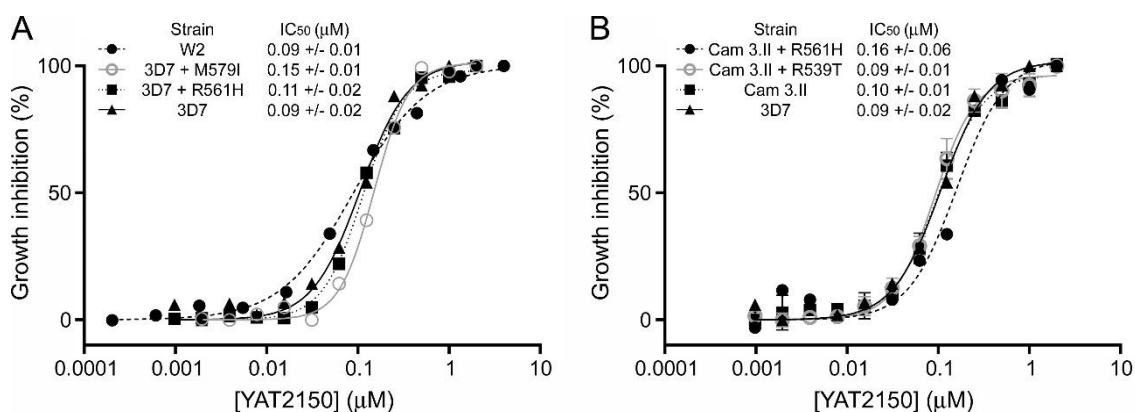 A
Strain IC50 (μM)
W2 0.09 +/- 0.01
3D7 + M579I 0.15 +/- 0.01
3D7 + R561H 0.11 +/- 0.02
3D7 0.09 +/- 0.02
Growth inhibition (%)
100
50
0
0.0001 0.001 0.01 0.1 1 10
[YAT2150] (μM)
B
Strain IC50 (μM)
Cam 3.II + R561H 0.16 +/- 0.06
Cam 3.II + R539T 0.09 +/- 0.01
Cam 3.II 0.10 +/- 0.01
3D7 0.09 +/- 0.02
Growth inhibition (%)
100
50
0
0.0001 0.001 0.01 0.1 1 10
[YAT2150] (μM)